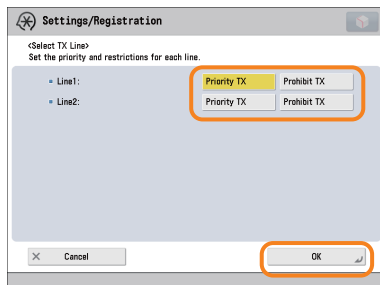 Settings/Registration
<Select TX Line>
Set the priority and restrictions for each line.
Line1: Priority TX Prohibit TX
Line2: Priority TX Prohibit TX
Cancel OK